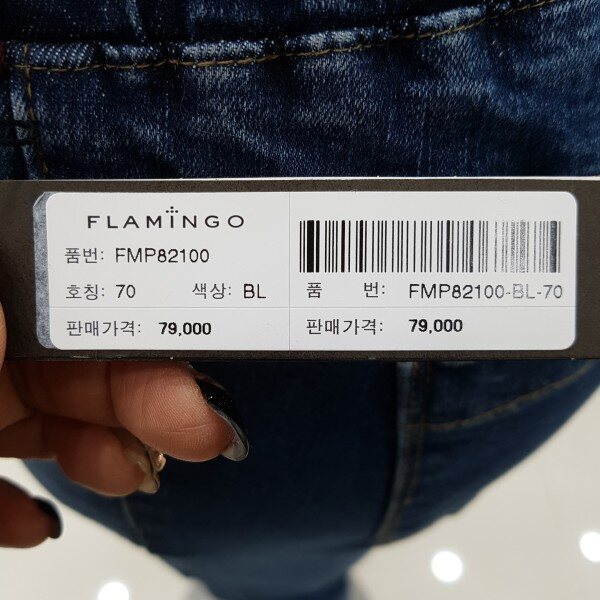 FLAMINGO
품번: FMP82100
호칭: 70 색상: BL
판매가격: 79,000
품 번: FMP82100-BL-70
판매가격: 79,000